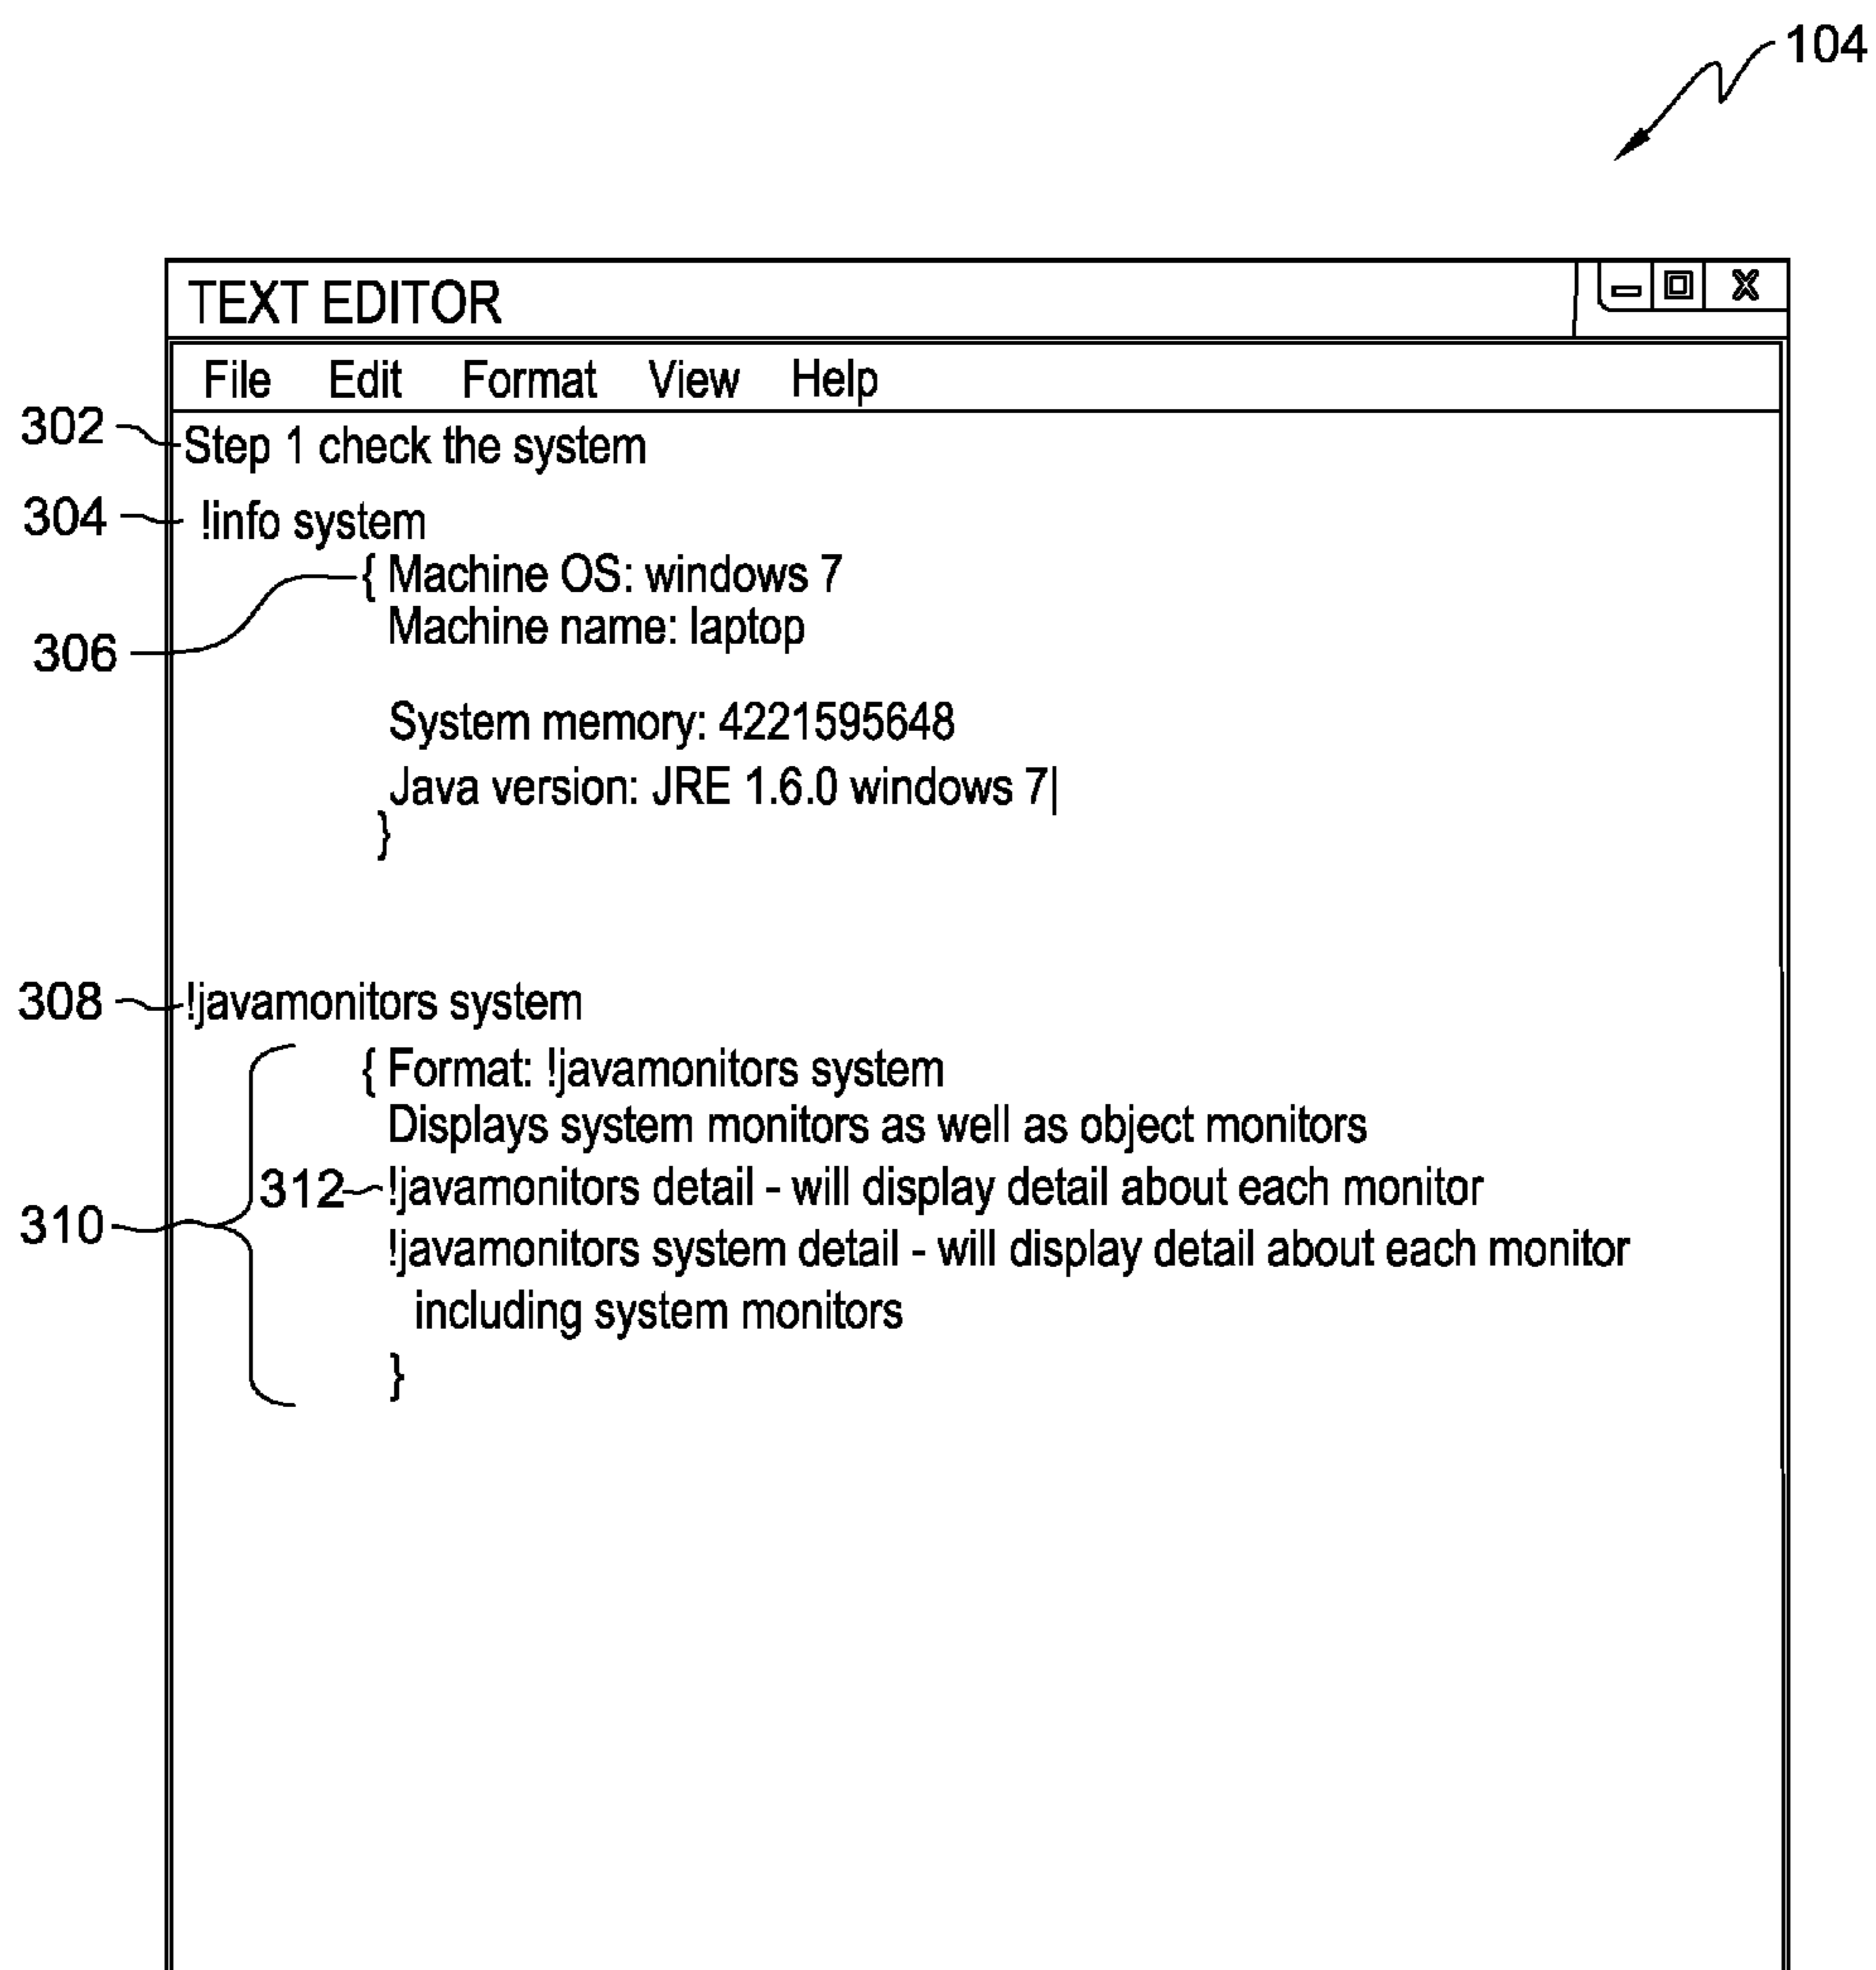 104
TEXT EDITOR
File Edit Format View Help
302 Step 1 check the system
304 !info system
{ Machine OS: windows 7
Machine name: laptop
306
System memory: 4221595648
Java version: JRE 1.6.0 windows 7|
}
308 !javamonitors system
{ Format: !javamonitors system
Displays system monitors as well as object monitors
312 !javamonitors detail - will display detail about each monitor
310
!javamonitors system detail - will display detail about each monitor
including system monitors
}